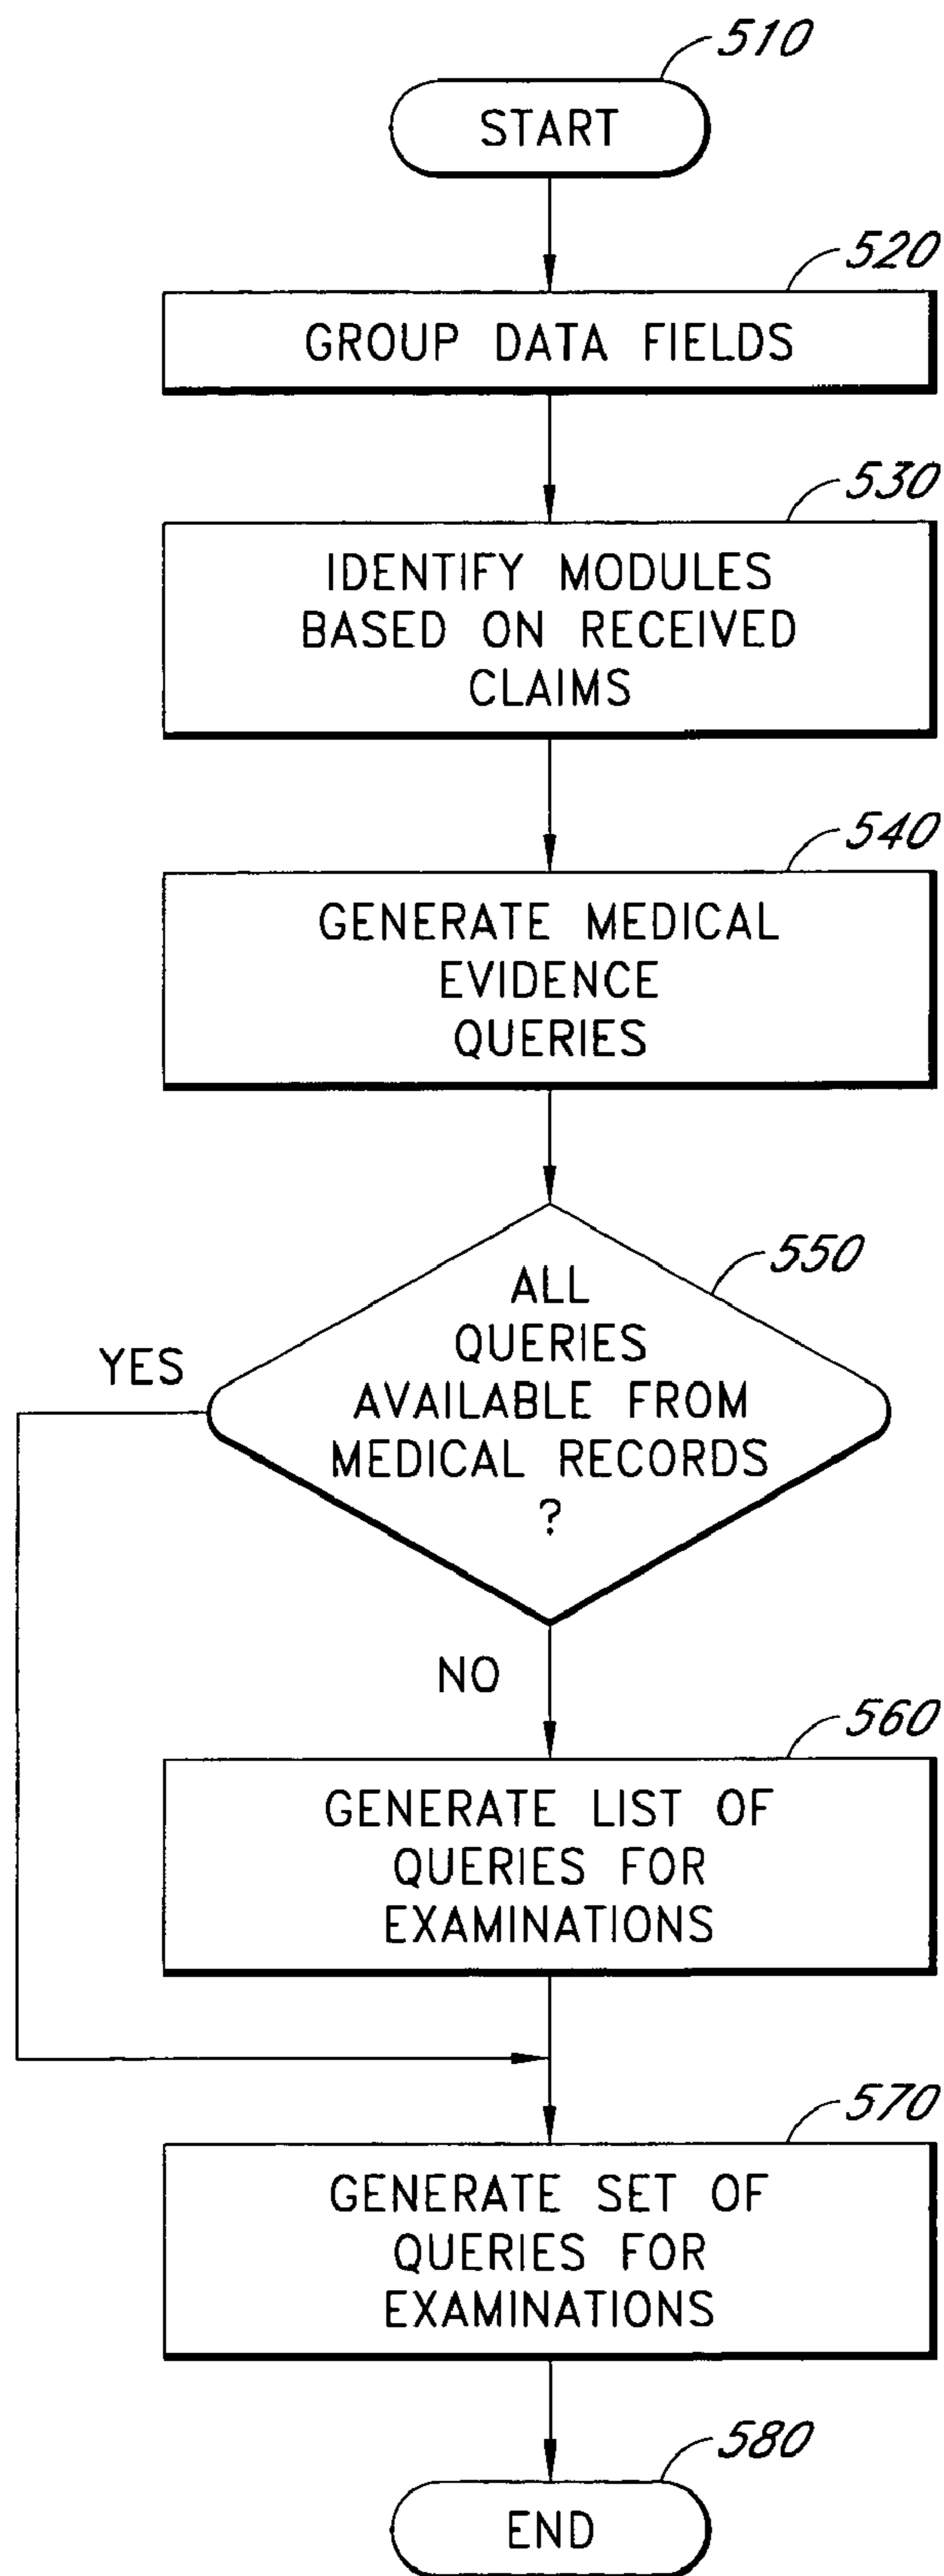 510
START
520
GROUP DATA FIELDS
530
IDENTIFY MODULES
BASED ON RECEIVED
CLAIMS
540
GENERATE MEDICAL
EVIDENCE
QUERIES
550
ALL
QUERIES
AVAILABLE FROM
MEDICAL RECORDS
?
YES
NO
560
GENERATE LIST OF
QUERIES FOR
EXAMINATIONS
570
GENERATE SET OF
QUERIES FOR
EXAMINATIONS
580
END